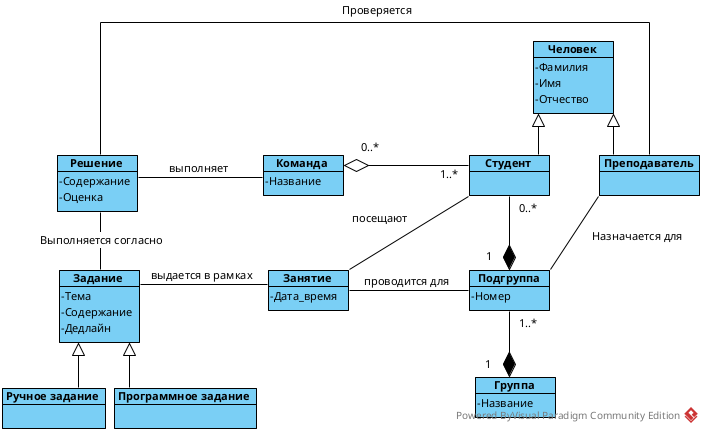 Проверяется
Человек
-Фамилия
-Имя
-Отчество
Решение
-Содержание
-Оценка
выполняет
Команда
-Название
0..*
1..*
Студент
Преподаватель
посещают
0..*
Назначается для
Выполняется согласно
1
Задание
-Тема
-Содержание
-Дедлайн
выдается в рамках
Занятие
-Дата_время
проводится для
Подгруппа
-Номер
1..*
1
Ручное задание
Программное задание
Группа
-Название
Powered ByVisual Paradigm Community Edition